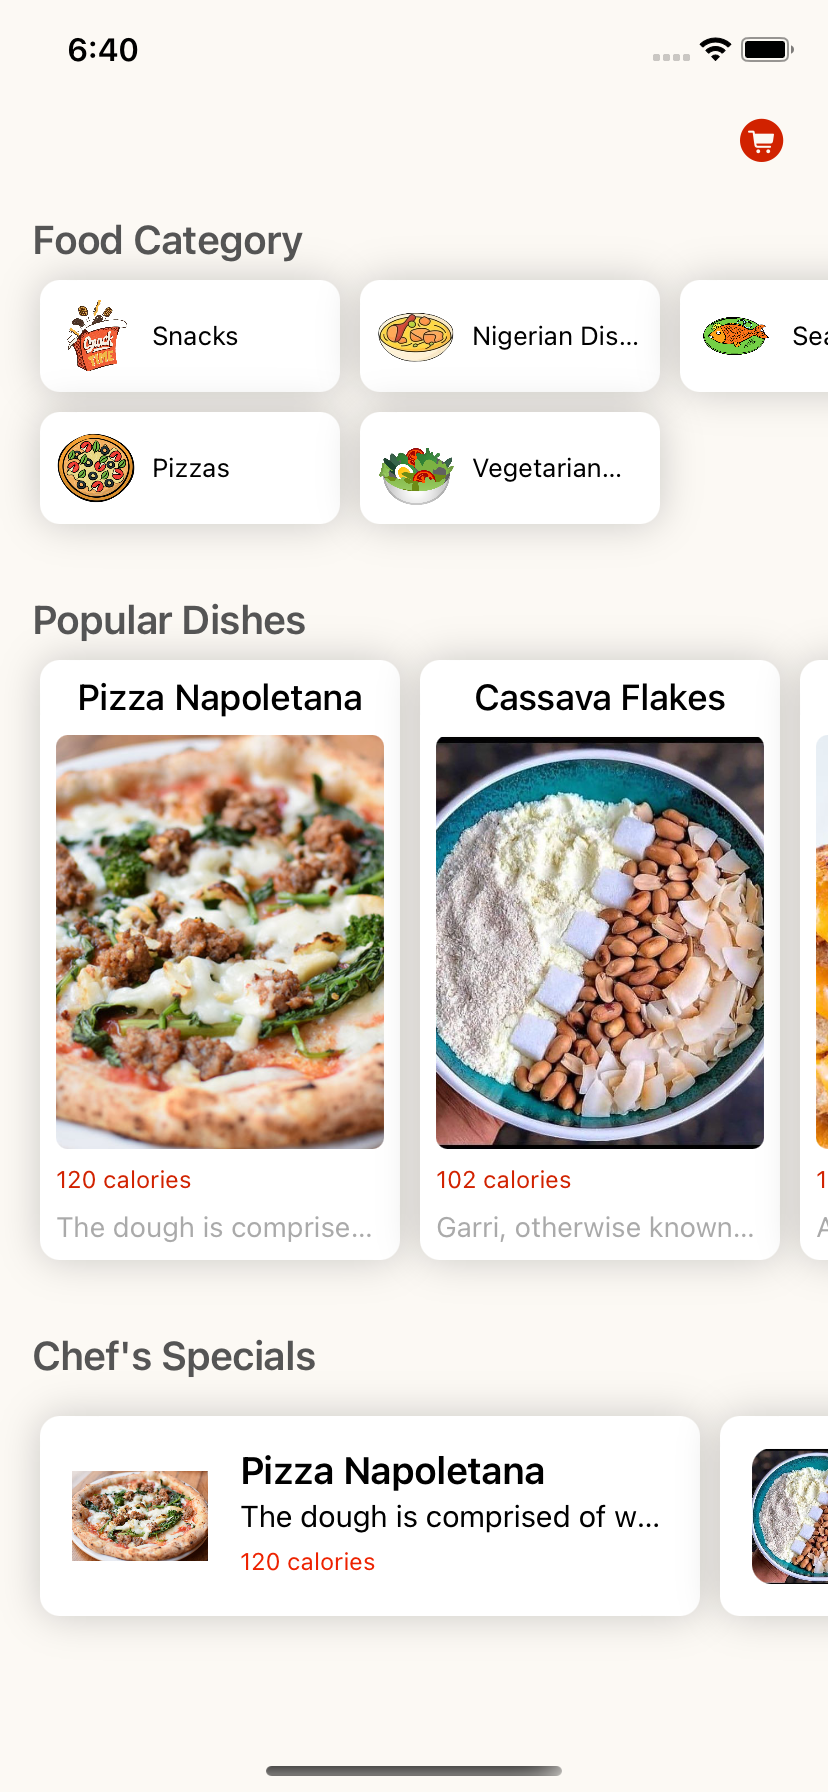 6:40
Food Category
Snacks
Nigerian Dis...
Sea
Snack
TIME
Pizzas
Vegetarian...
Popular Dishes
Pizza Napoletana
Cassava Flakes
120 calories
102 calories
1
The dough is comprise...
Garri, otherwise known...
A
Chef's Specials
Pizza Napoletana
The dough is comprised of w...
120 calories